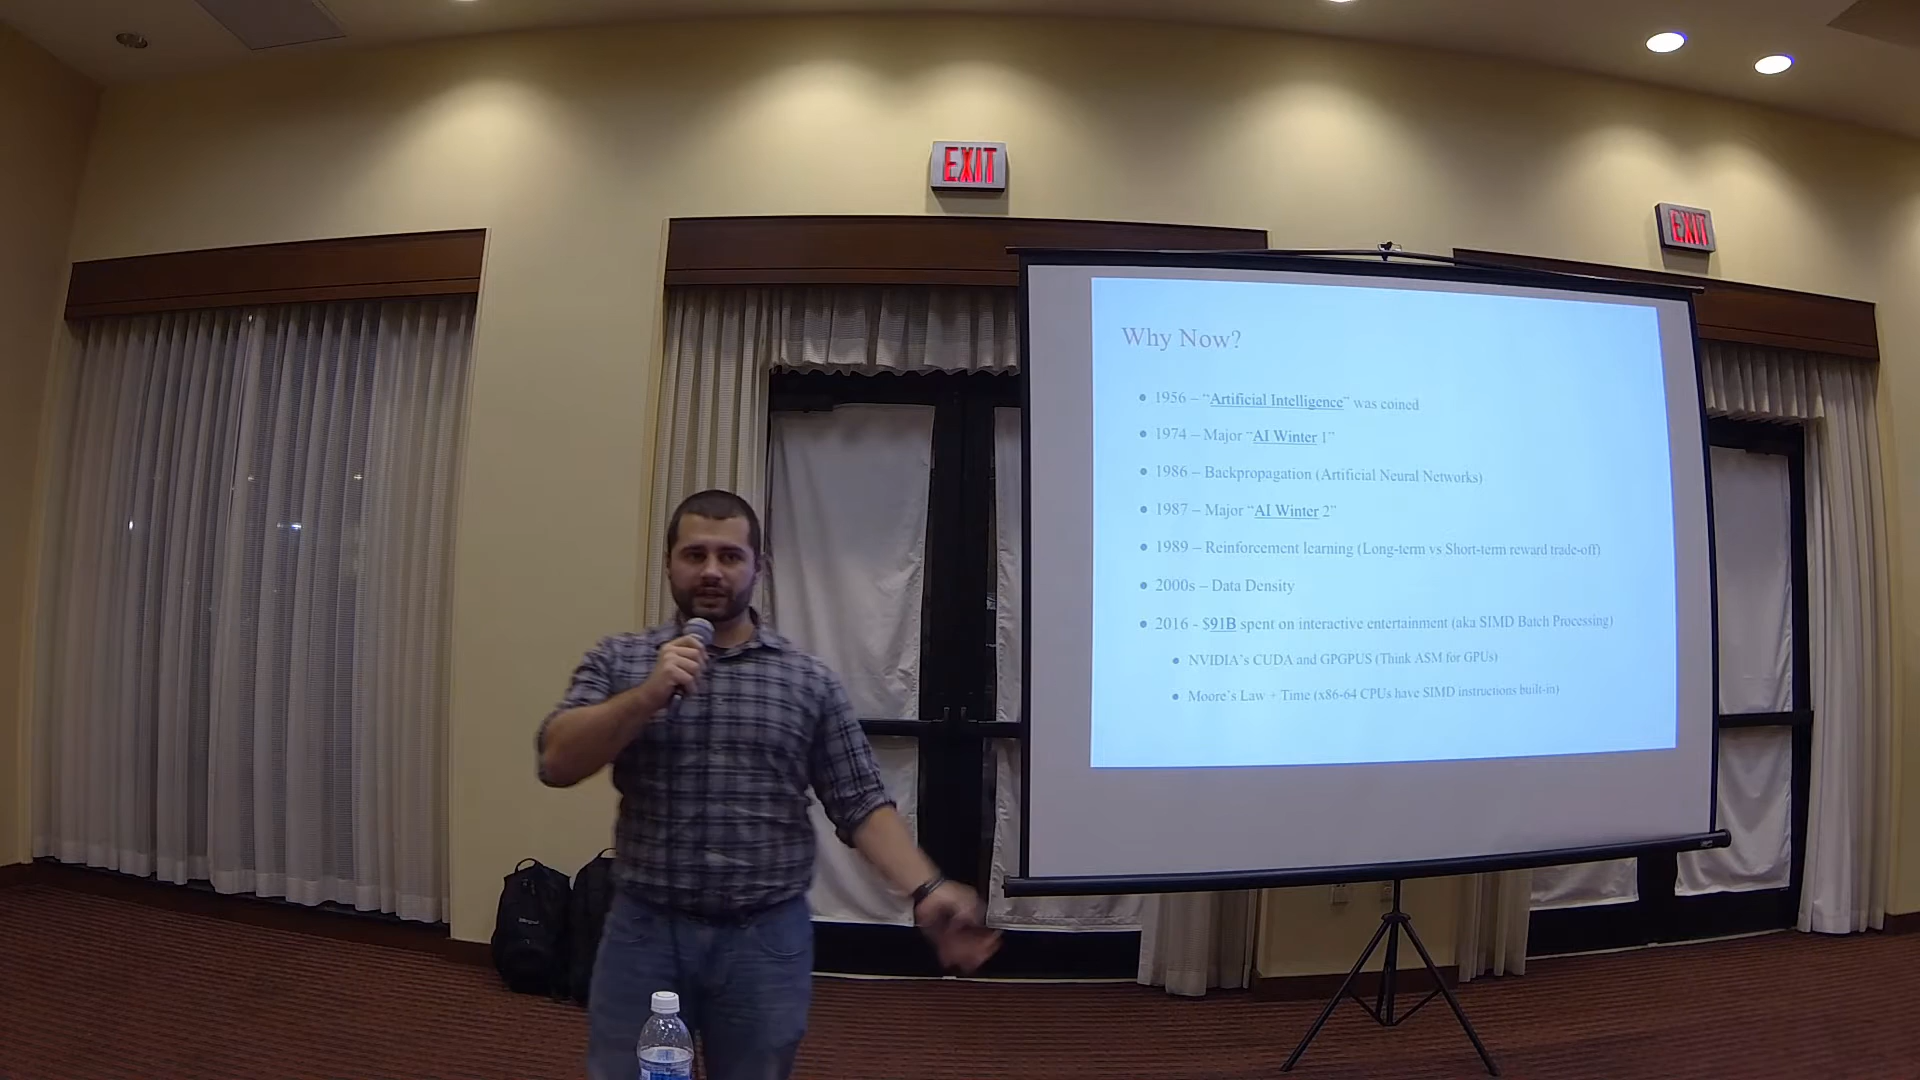 EXIT
EXIT
Why Now?
1956 – “Artificial Intelligence” was coined
1974 – Major “AI Winter 1”
1986 – Backpropagation (Artificial Neural Networks)
1987 – Major “AI Winter 2”
1989 – Reinforcement learning (Long-term vs Short-term reward trade-off)
2000s – Data Density
2016 - $91B spent on interactive entertainment (aka SIMD Batch Processing)
NVIDIA’s CUDA and GPGPUS (Think ASM for GPUs)
Moore’s Law + Time (x86-64 CPUs have SIMD instructions built-in)